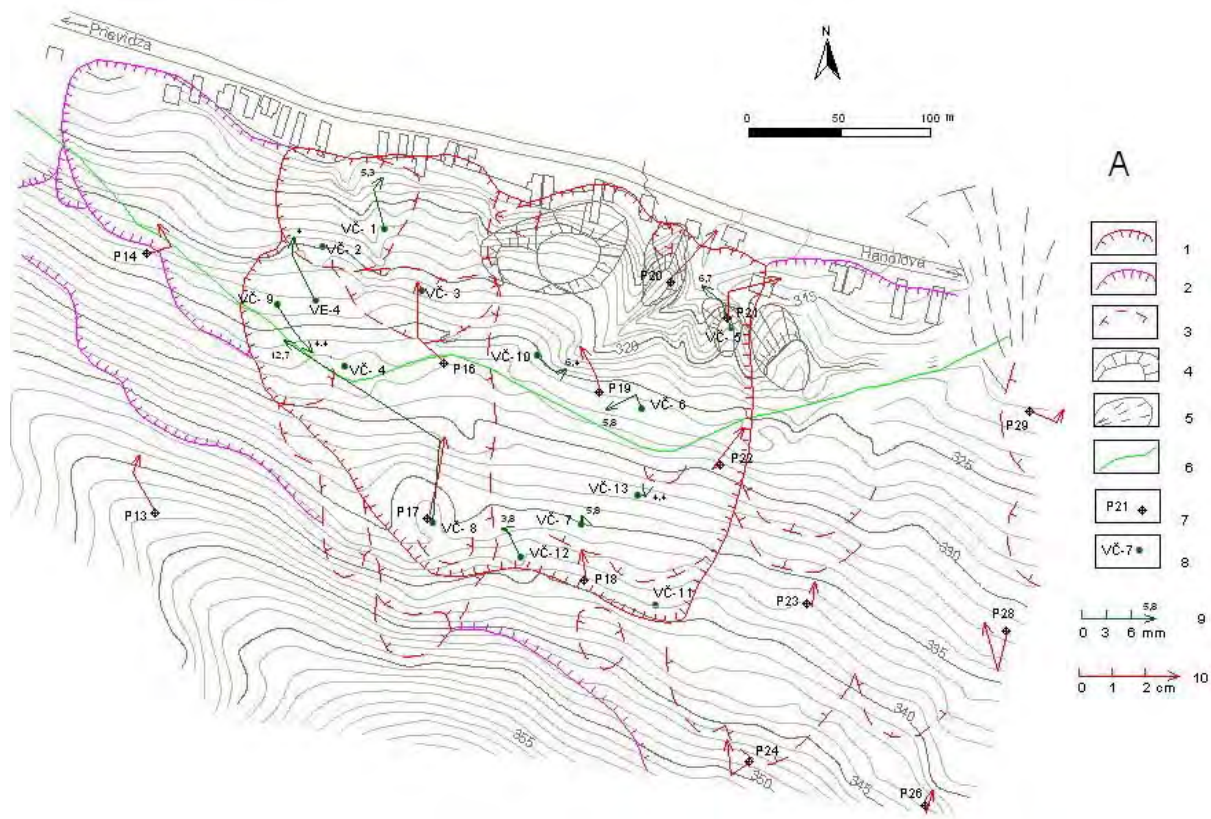 Prievidza
N
0 50 100 m
A
1
2
3
4
5
6
P21 7
VČ-7 8
5,8
0 3 6 mm 9
0 1 2 cm 10
5,3
VČ- 1
VČ- 2
P14
VČ- 9
VE-4
VČ- 3
12,7
4,4
VČ- 4
P16
P20
Handlova
6,7
P21
VČ- 5
315
320
VČ-10
P19
VČ- 6
5,8
P29
P22
325
P13
P17
VČ- 8
VČ-13
4,4
3,8
VČ- 7
5,8
VČ-12
P18
330
VČ-11
P23
P28
335
340
355
P24
350
345
P26